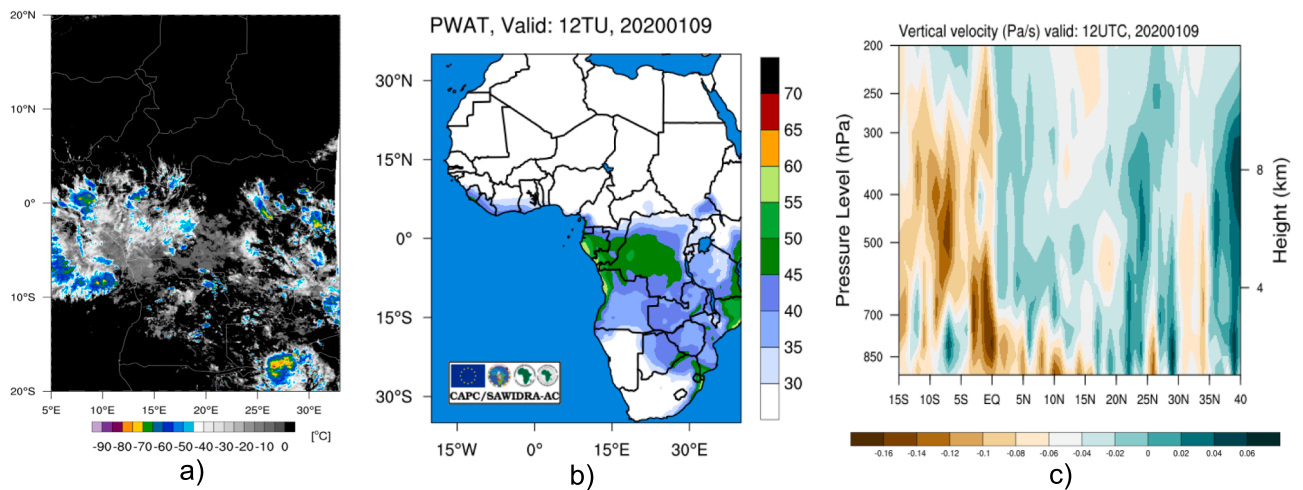 20°N
10°N
0°
10°S
20°S
5°E 10°E 15°E 20°E 25°E 30°E
-90 -80 -70 -60 -50 -40 -30 -20 -10 0
[°C]
a)
PWAT, Valid: 12TU, 20200109
30°N
15°N
0°
15°S
30°S
15°W 0° 15°E 30°E
70
65
60
55
50
45
40
35
30
CAPC/SAWIDRA-AC
b)
Vertical velocity (Pa/s) valid: 12UTC, 20200109
Pressure Level (hPa)
200
250
300
400
500
700
850
15S 10S 5S EQ 5N 10N 15N 20N 25N 30N 35N 40
8
4
Height (km)
-0.16 -0.14 -0.12 -0.1 -0.08 -0.06 -0.04 -0.02 0 0.02 0.04 0.06
c)